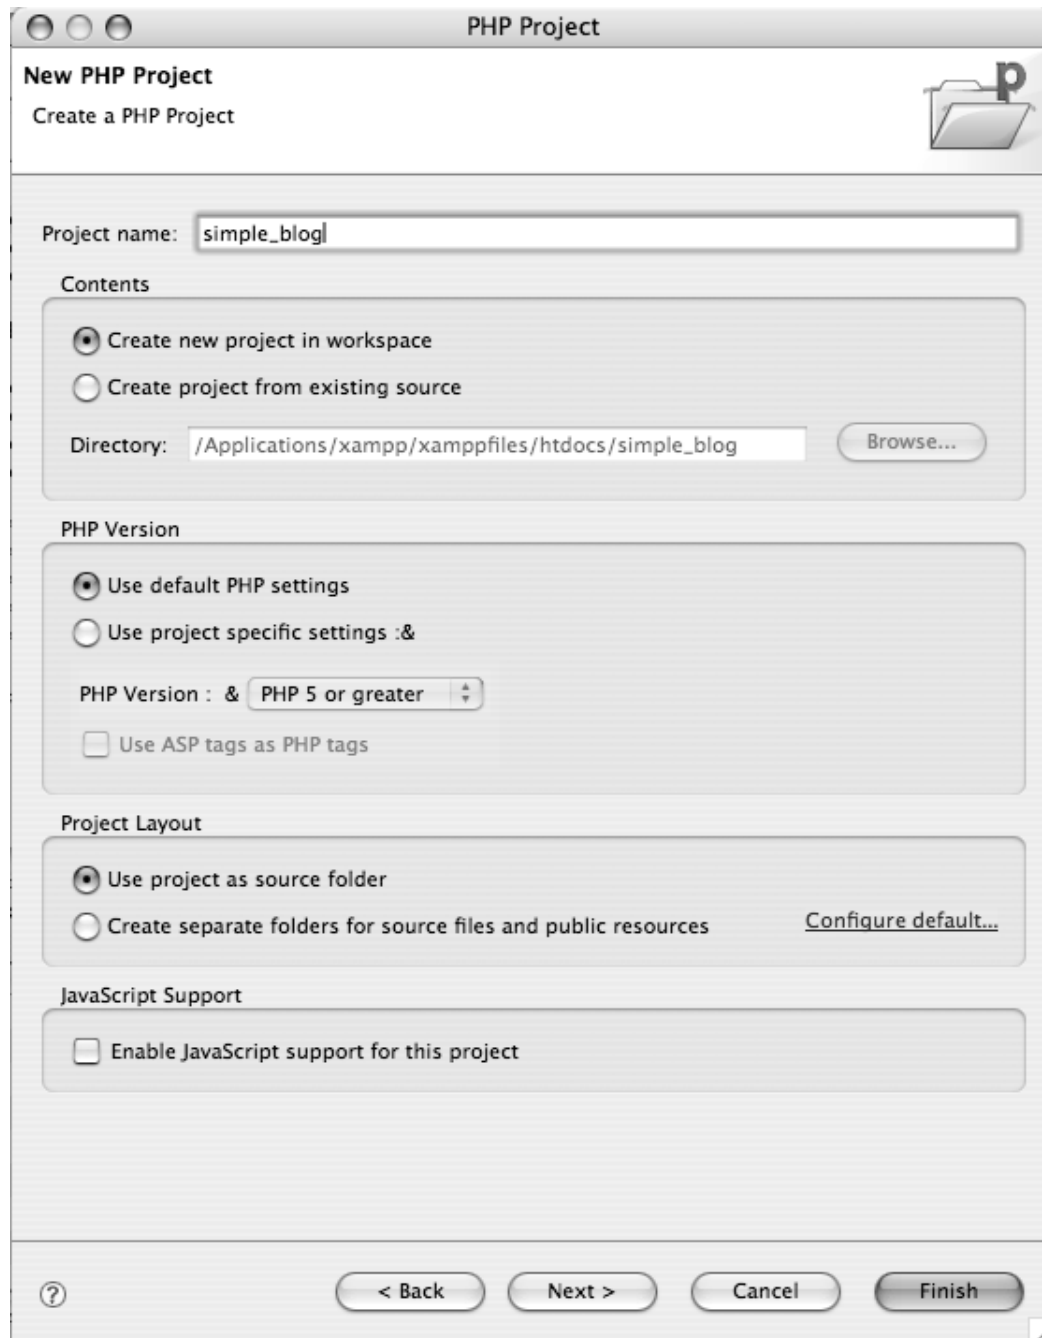 PHP Project
New PHP Project
Create a PHP Project
p
Project name: simple_blog
Contents
Create new project in workspace
Create project from existing source
Directory: /Applications/xampp/xamppfiles/htdocs/simple_blog Browse...
PHP Version
Use default PHP settings
Use project specific settings :&
PHP Version : & PHP 5 or greater
Use ASP tags as PHP tags
Project Layout
Use project as source folder
Create separate folders for source files and public resources Configure default...
JavaScript Support
Enable JavaScript support for this project
? < Back Next > Cancel Finish